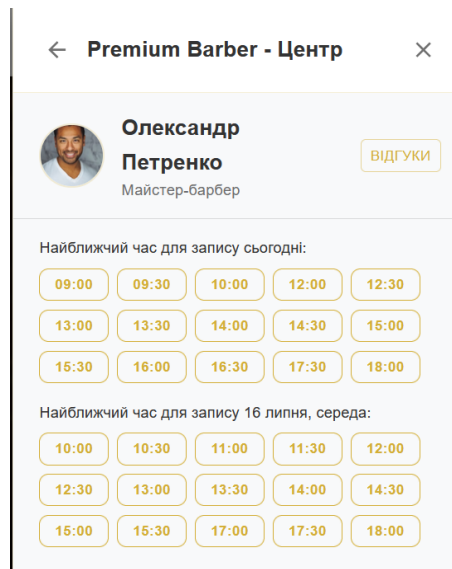 Premium Barber - Центр
Олександр
Петренко
Майстер-барбер
ВІДГУКИ
Найближчий час для запису сьогодні:
09:00 09:30 10:00 12:00 12:30
13:00 13:30 14:00 14:30 15:00
15:30 16:00 16:30 17:30 18:00
Найближчий час для запису 16 липня, середа:
10:00 10:30 11:00 11:30 12:00
12:30 13:00 13:30 14:00 14:30
15:00 15:30 17:00 17:30 18:00